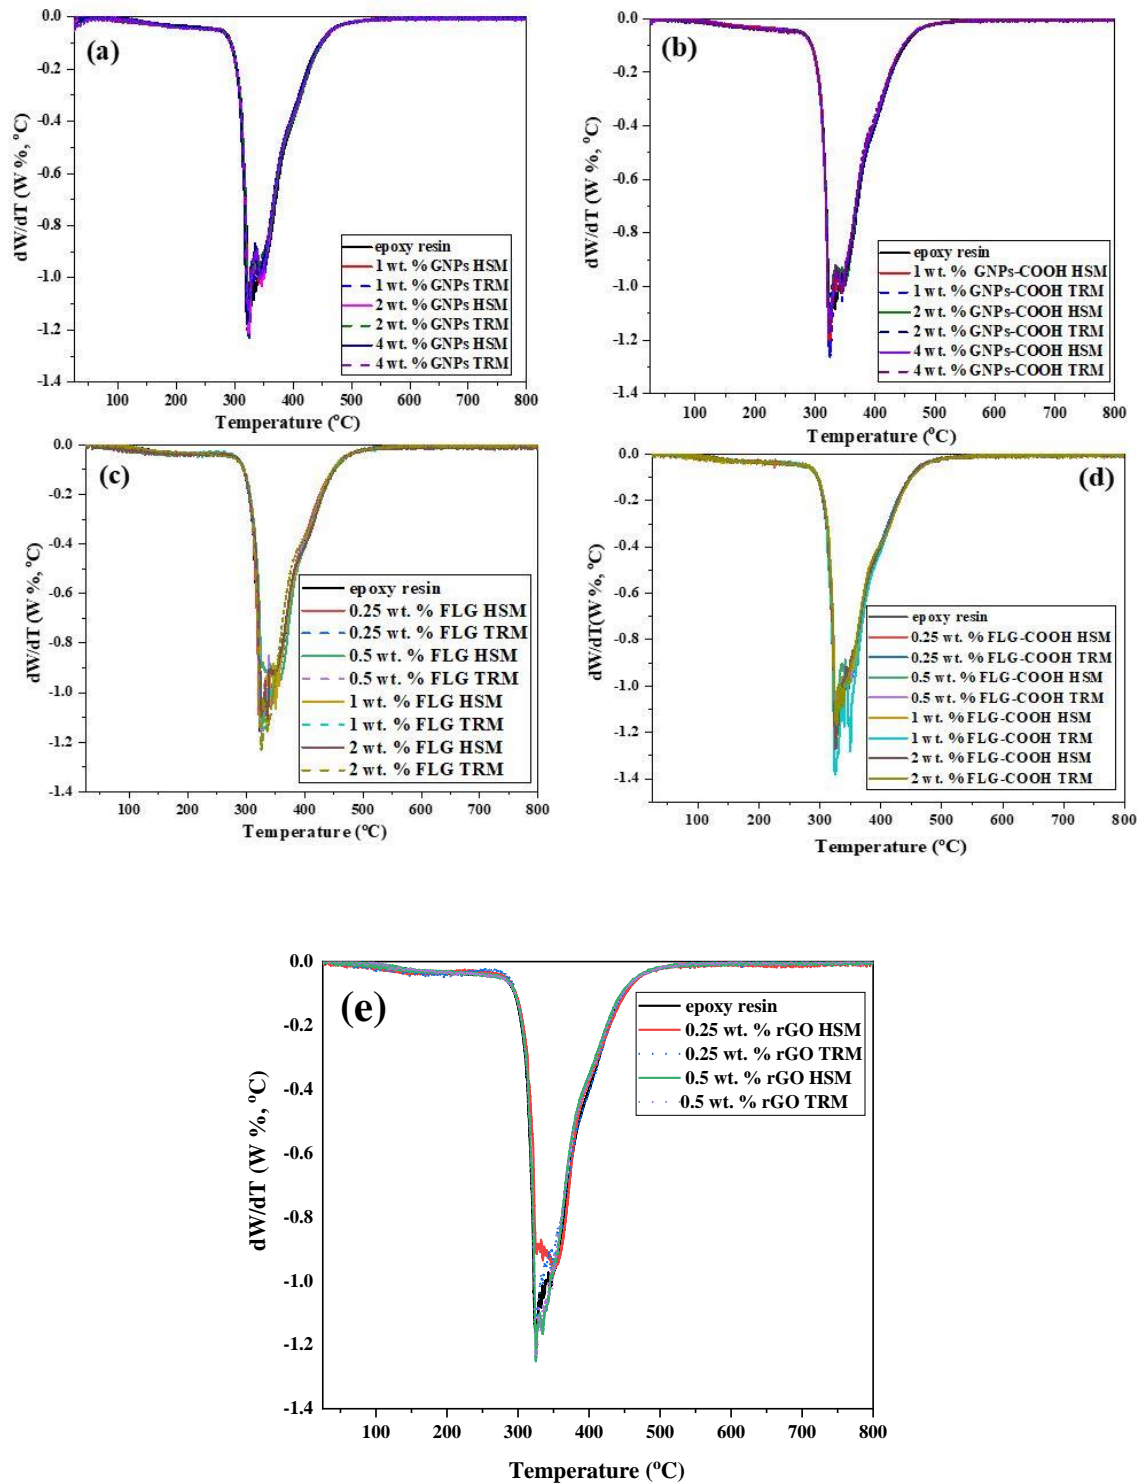 (a)
0.0
-0.2
-0.4
-0.6
-0.8
-1.0
-1.2
-1.4
dW/dT (W %, °C)
epoxy resin
1 wt. % GNPs HSM
1 wt. % GNPs TRM
2 wt. % GNPs HSM
2 wt. % GNPs TRM
4 wt. % GNPs HSM
4 wt. % GNPs TRM
100 200 300 400 500 600 700 800
Temperature (°C)
(b)
0.0
-0.2
-0.4
-0.6
-0.8
-1.0
-1.2
-1.4
dW/dT (W %, °C)
epoxy resin
1 wt. % GNPs-COOH HSM
1 wt. % GNPs-COOH TRM
2 wt. % GNPs-COOH HSM
2 wt. % GNPs-COOH TRM
4 wt. % GNPs-COOH HSM
4 wt. % GNPs-COOH TRM
100 200 300 400 500 600 700 800
Temperature (°C)
(c)
0.0
-0.2
-0.4
-0.6
-0.8
-1.0
-1.2
-1.4
dW/dT (W %, °C)
epoxy resin
0.25 wt. % FLG HSM
0.25 wt. % FLG TRM
0.5 wt. % FLG HSM
0.5 wt. % FLG TRM
1 wt. % FLG HSM
1 wt. % FLG TRM
2 wt. % FLG HSM
2 wt. % FLG TRM
100 200 300 400 500 600 700 800
Temperature (°C)
(d)
0.0
-0.2
-0.4
-0.6
-0.8
-1.0
-1.2
-1.4
dW/dT(W %, °C)
epoxy resin
0.25 wt. % FLG-COOH HSM
0.25 wt. % FLG-COOH TRM
0.5 wt. % FLG-COOH HSM
0.5 wt. % FLG-COOH TRM
1 wt. % FLG-COOH HSM
1 wt. % FLG-COOH TRM
2 wt. % FLG-COOH HSM
2 wt. % FLG-COOH TRM
100 200 300 400 500 600 700 800
Temperature (°C)
(e)
0.0
-0.2
-0.4
-0.6
-0.8
-1.0
-1.2
-1.4
dW/dT (W %, °C)
epoxy resin
0.25 wt. % rGO HSM
0.25 wt. % rGO TRM
0.5 wt. % rGO HSM
0.5 wt. % rGO TRM
100 200 300 400 500 600 700 800
Temperature (°C)